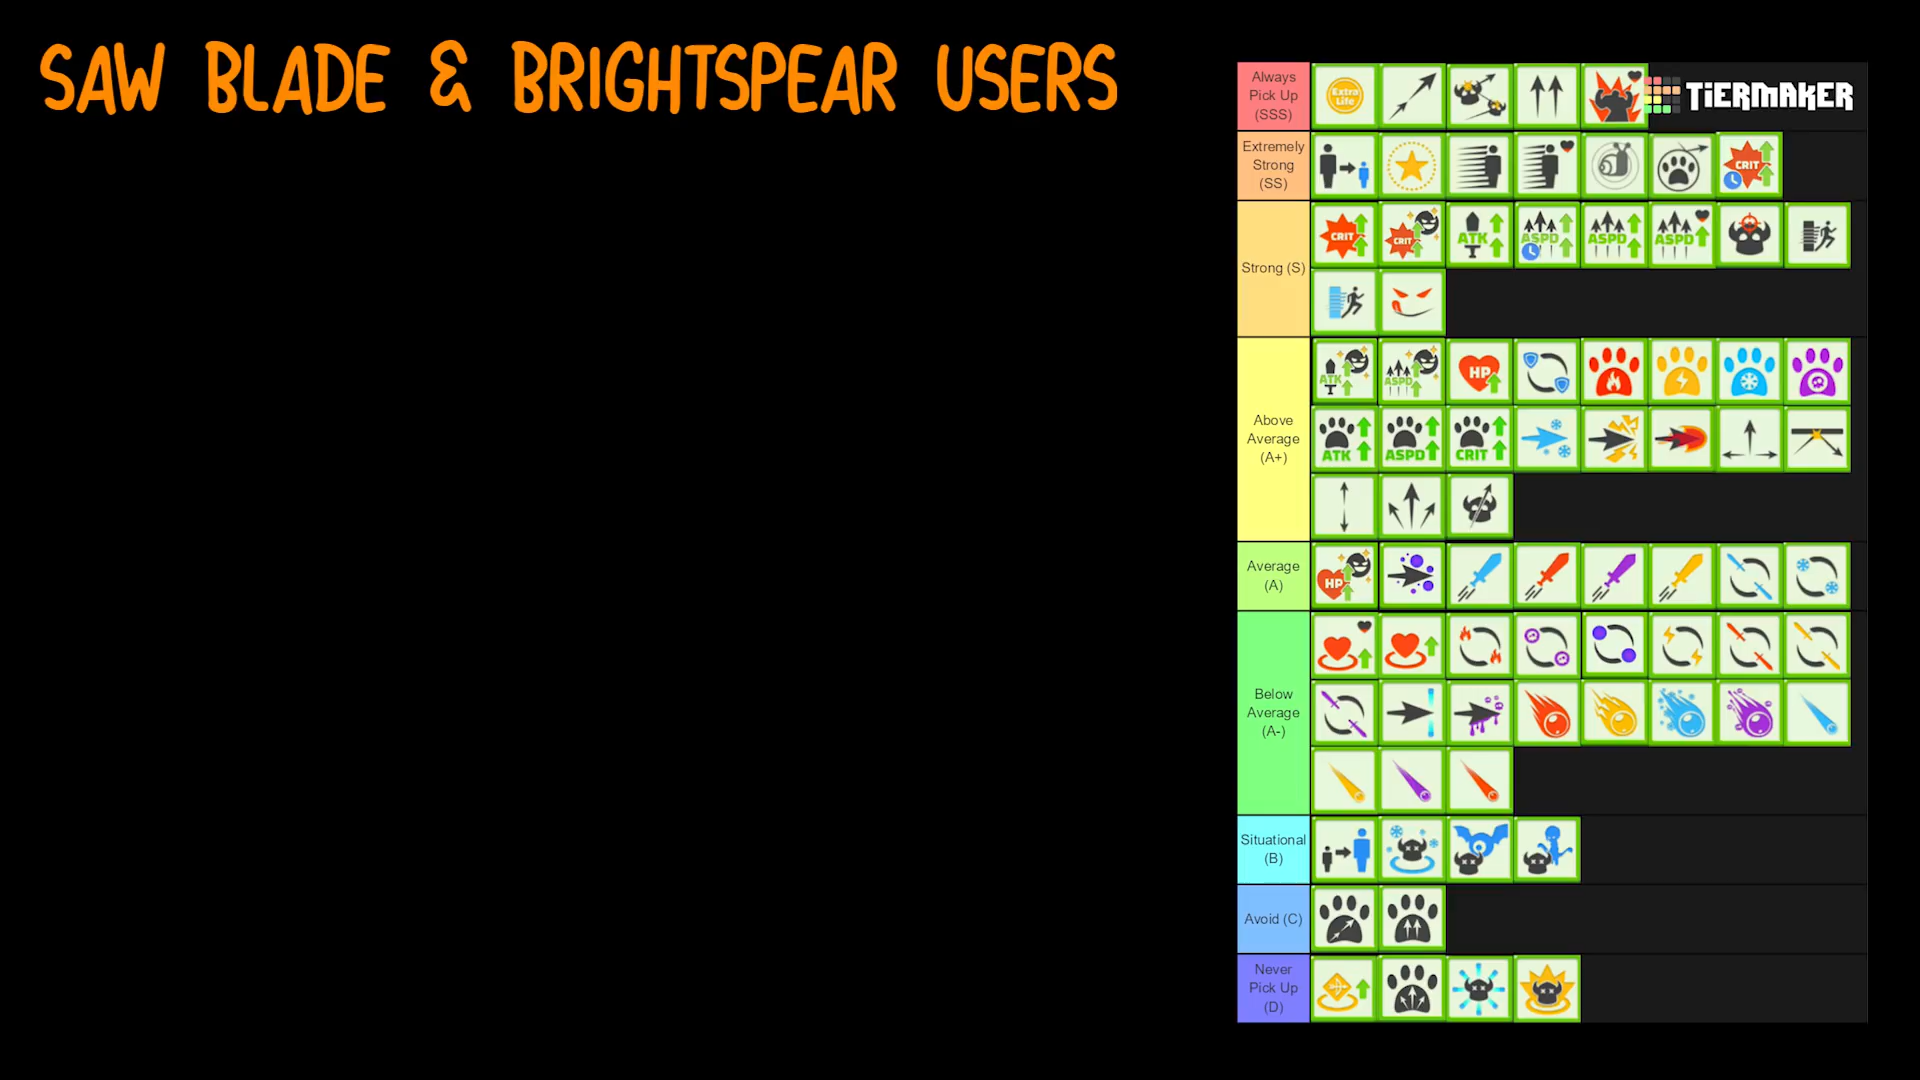 SAW BLADE & BRIGHTSPEAR USERS
TIERMAKER
Always
Pick Up
(SSS)
Extra
Life
Extremely
Strong
(SS)
CRIT
Strong (S)
CRIT
CRIT
ATK
ASPD
ASPD
ASPD
Above
Average
(A+)
ATK
ASPD
HP
ATK
ASPD
CRIT
Average
(A)
HP
Below
Average
(A-)
Situational
(B)
Avoid (C)
Never
Pick Up
(D)